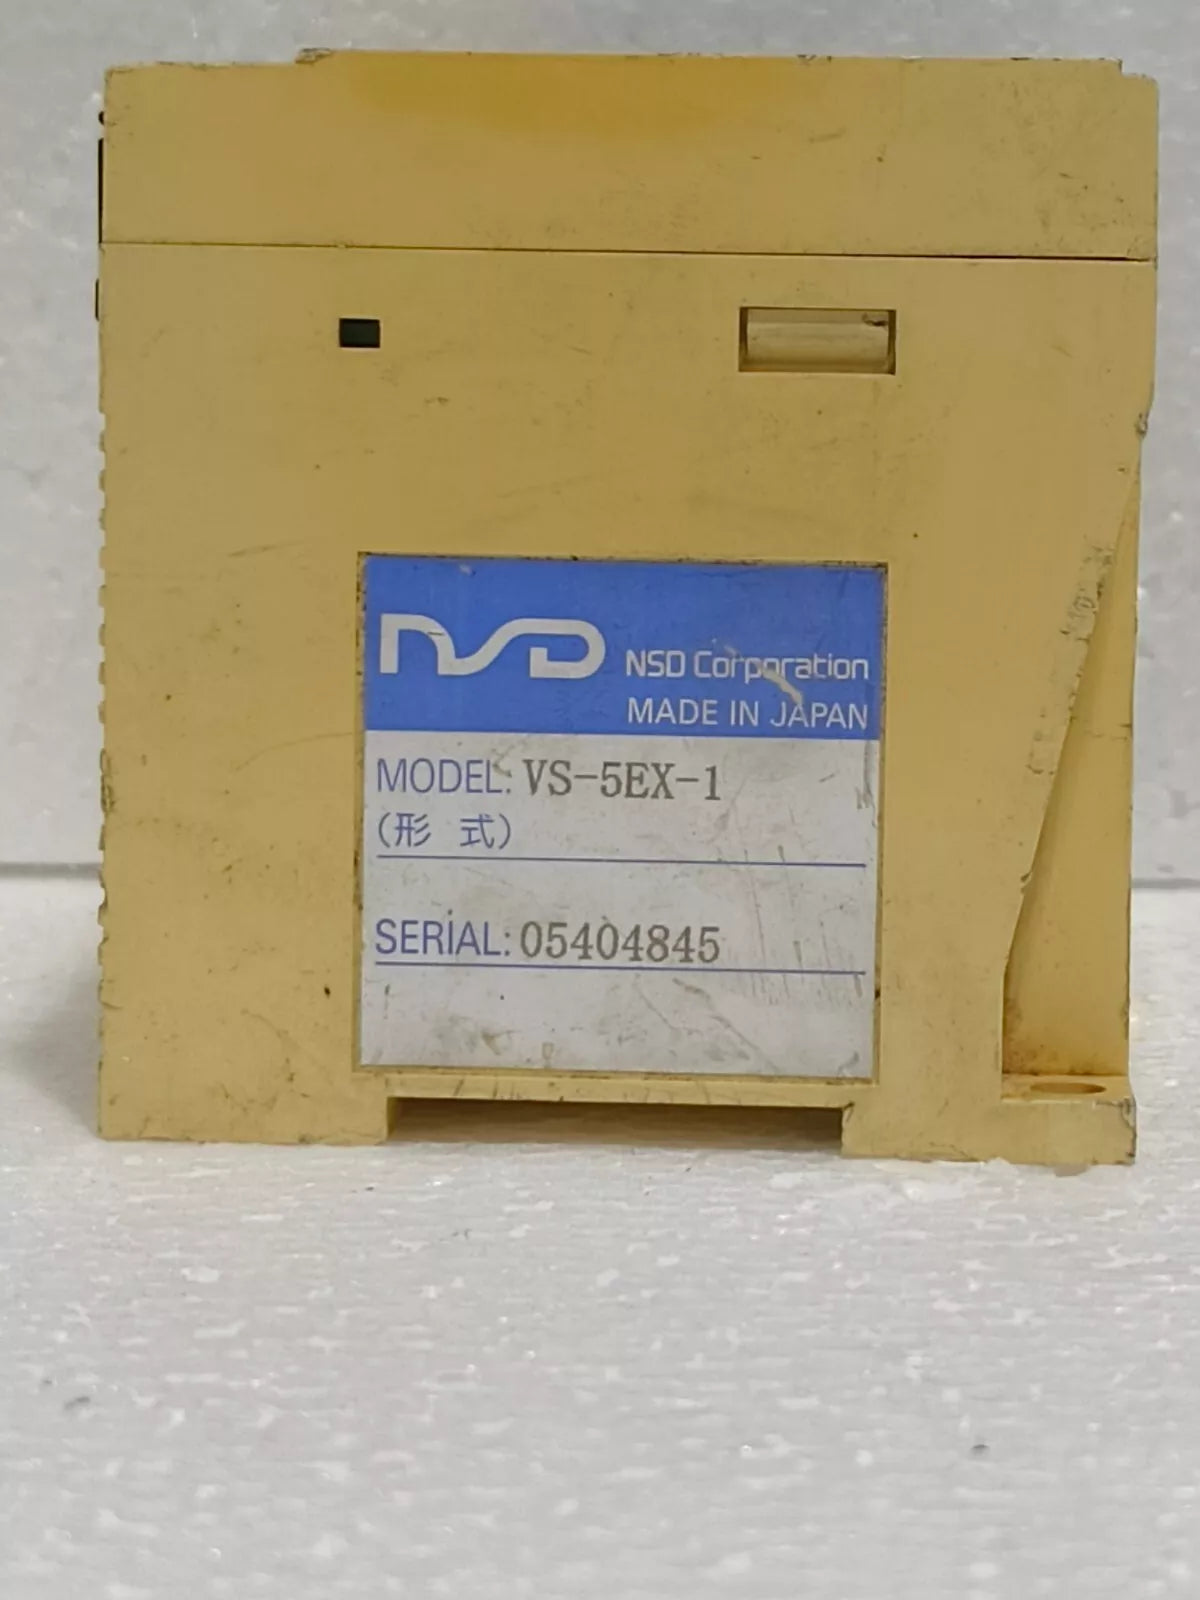 NSD NSD Corporation
MADE IN JAPAN
MODEL: VS-5EX-1
(形 式)
SERIAL: 05404845